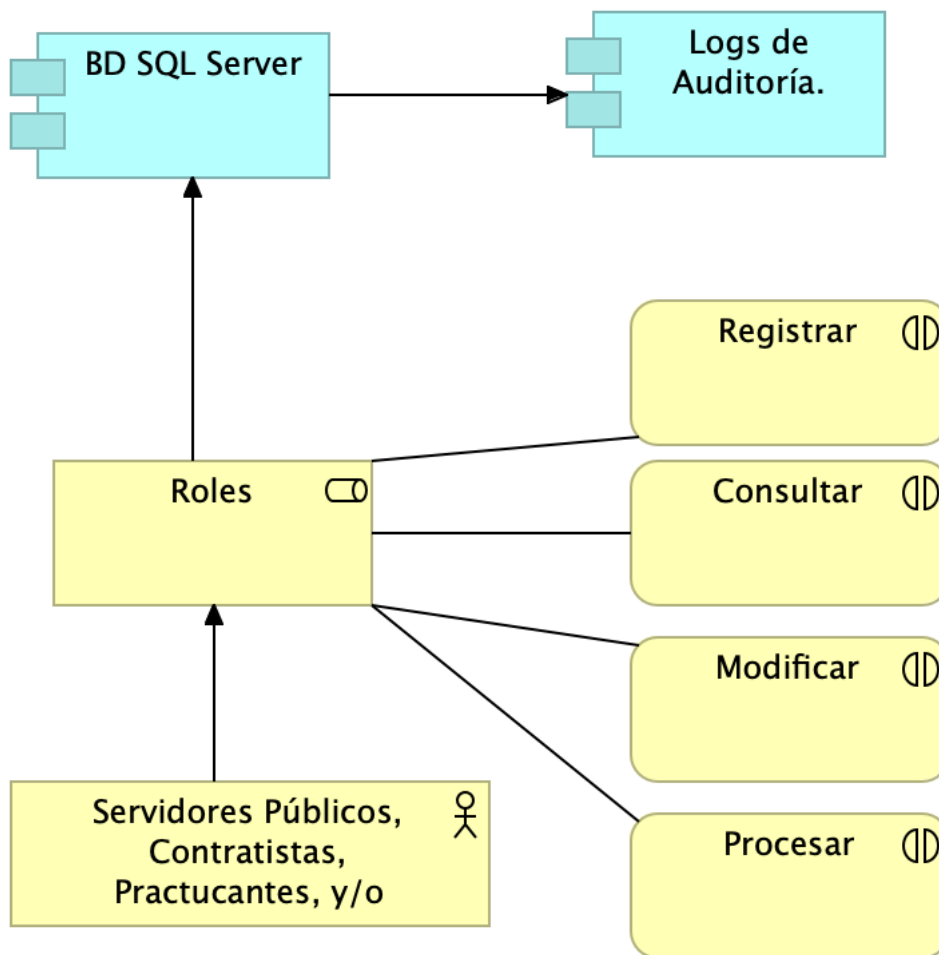 BD SQL Server
Logs de
Auditoría.
Registrar
Roles
Consultar
Modificar
Servidores Públicos,
Contratistas,
Practucantes, y/o
Procesar